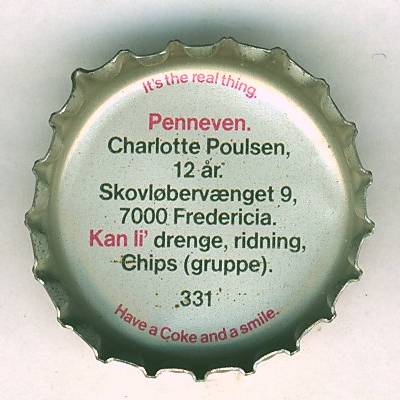 It's the real thing.
Penneven.
Charlotte Poulsen,
12 år.
Skovløbervænget 9,
7000 Fredericia.
Kan li' drenge, ridning,
Chips (gruppe).
331
Have a Coke and a smile.